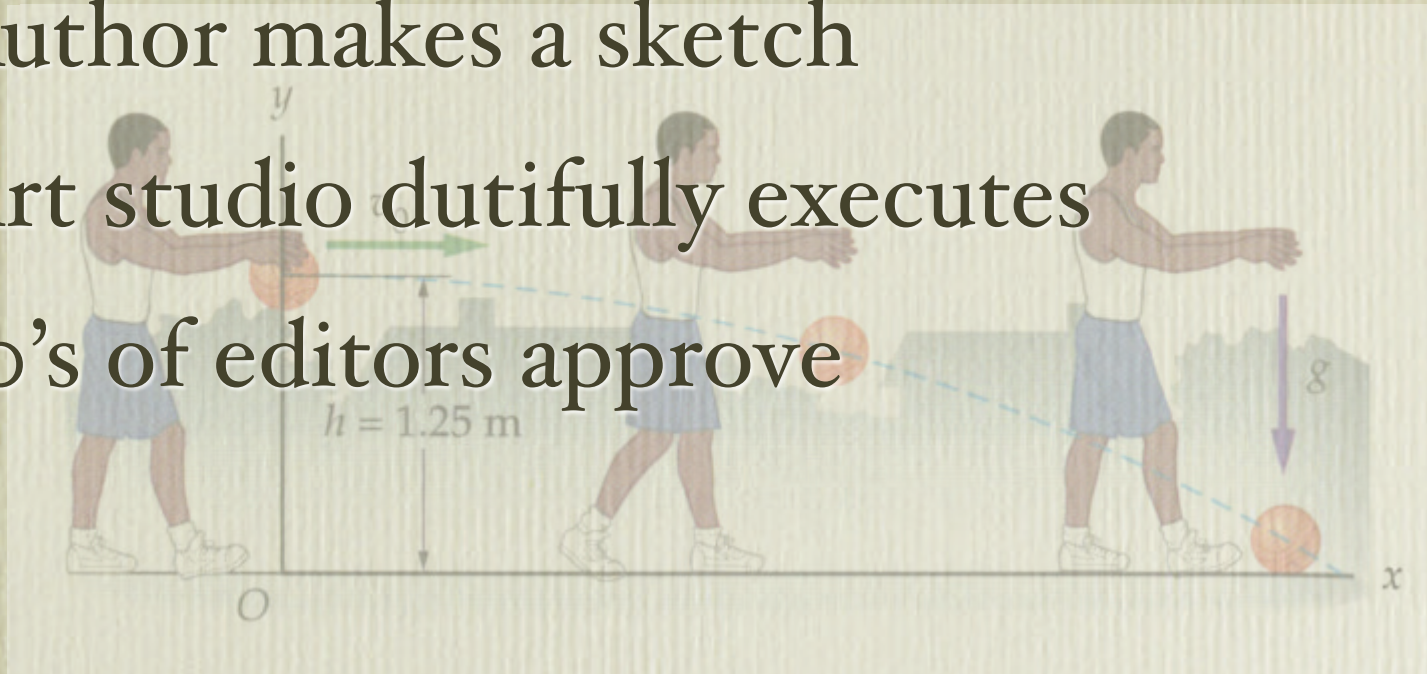 uthor makes a sketch
y
rt studio dutifully executes
o's of editors approve
g
h = 1.25 m
x
O